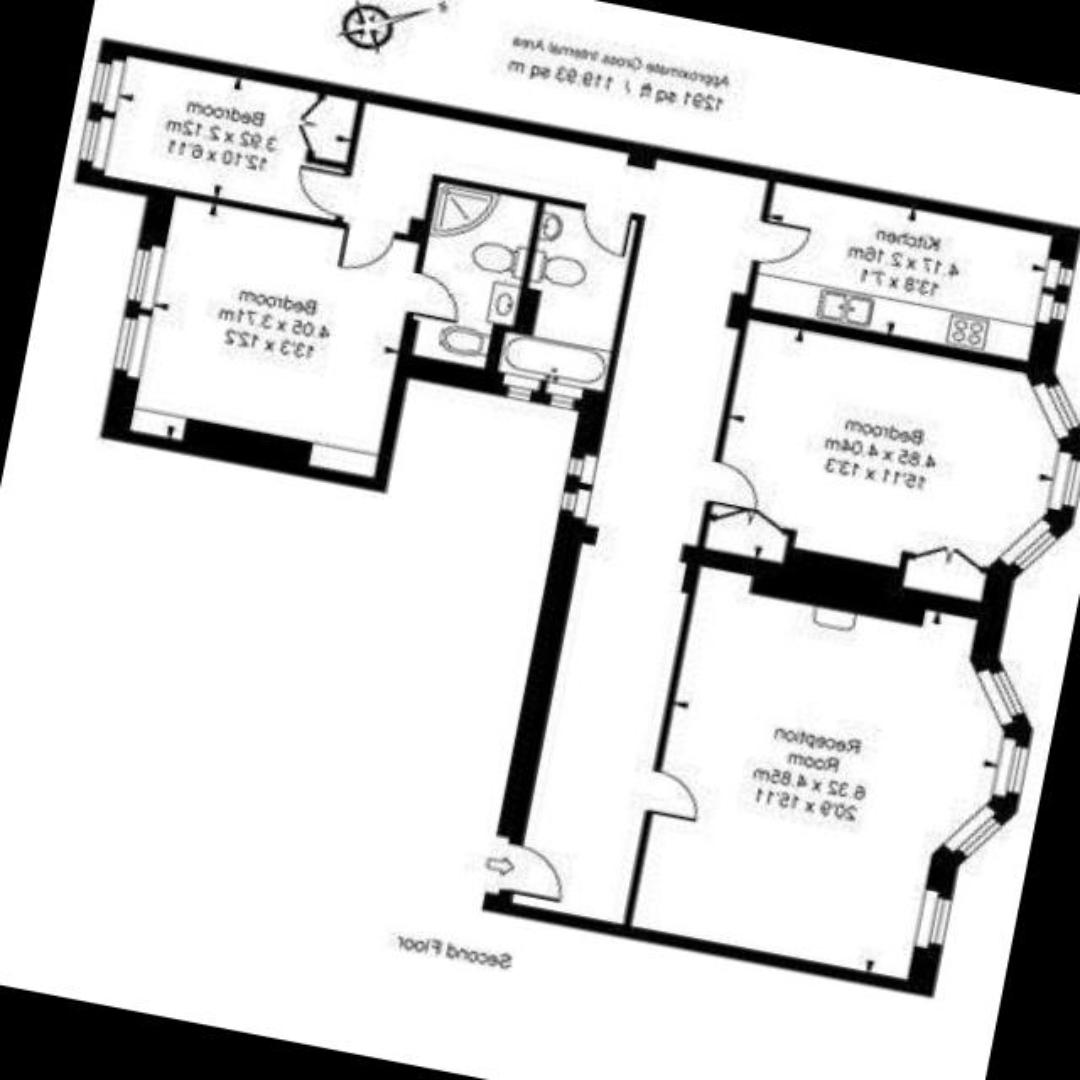 Approximate Gross Internal Area
1291 sq ft / 119.93 sq m
Bedroom
3.92 x 2.12m
12'10 x 6'11
Kitchen
4.17 x 2.16m
13'8 x 7'1
Bedroom
4.05 x 3.71m
13'3 x 12'2
Bedroom
4.85 x 4.04m
15'11 x 13'3
Reception
Room
6.32 x 4.85m
20'9 x 15'11
Second Floor